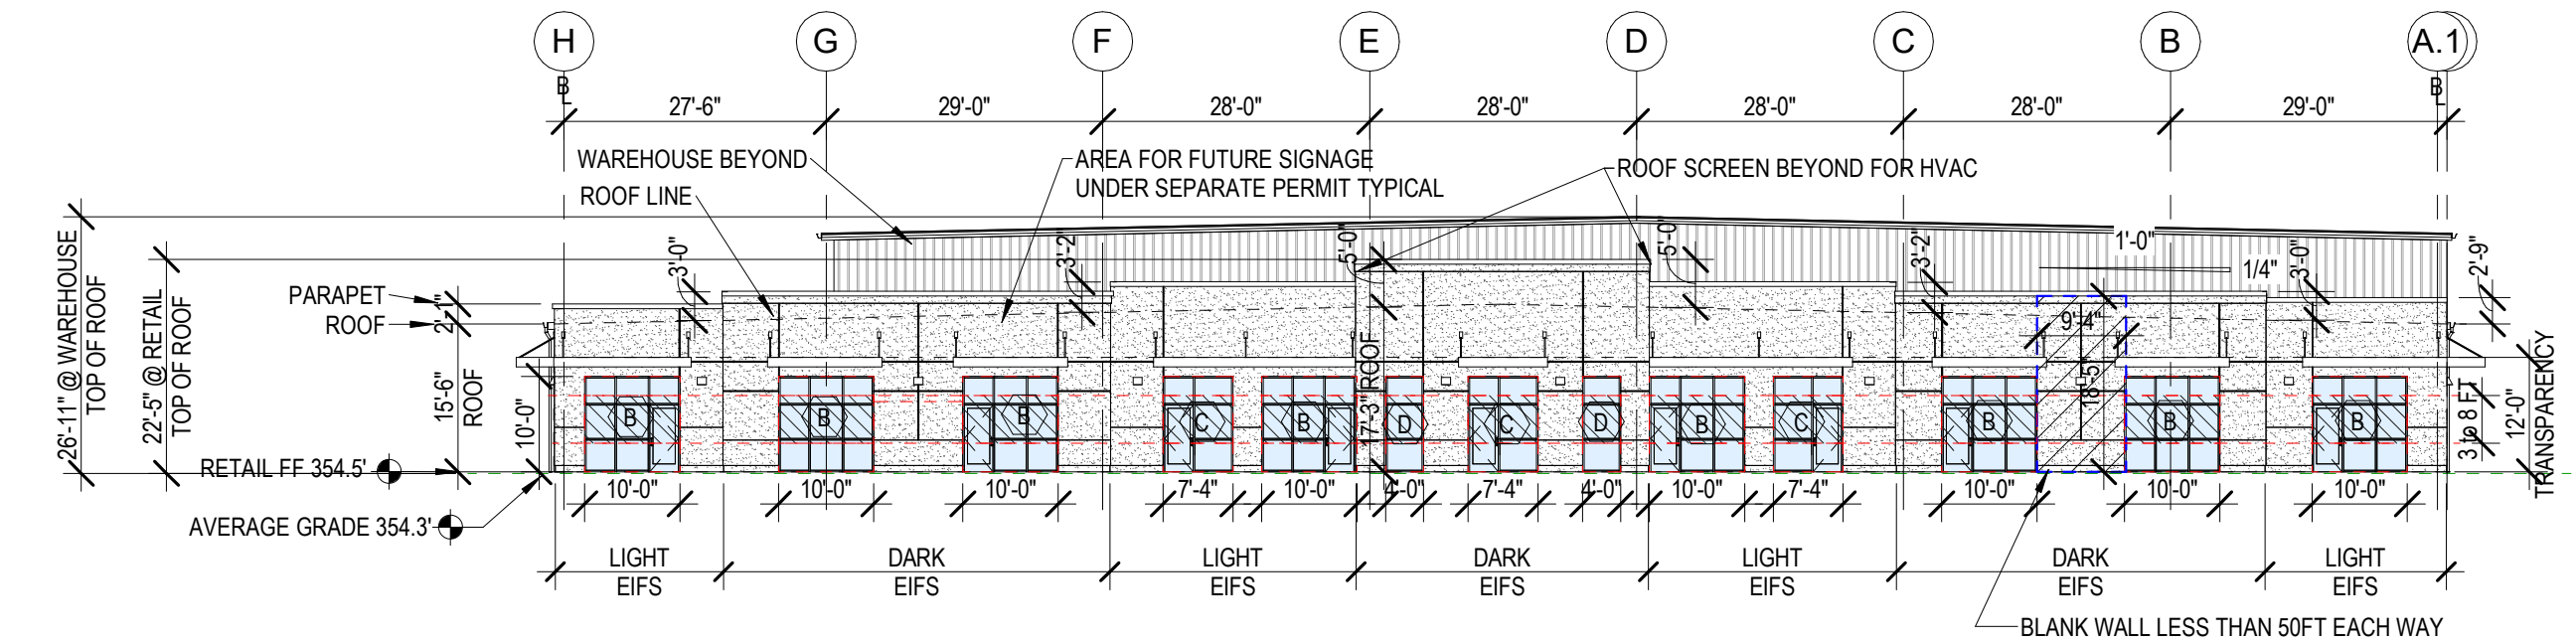 H
G
F
E
D
C
B
A.1
B
L
B
L
27'-6"
29'-0"
28'-0"
28'-0"
28'-0"
28'-0"
29'-0"
WAREHOUSE BEYOND
ROOF LINE
AREA FOR FUTURE SIGNAGE
UNDER SEPARATE PERMIT TYPICAL
ROOF SCREEN BEYOND FOR HVAC
26'-11" @ WAREHOUSE
TOP OF ROOF
22'-5" @ RETAIL
TOP OF ROOF
PARAPET
ROOF
2'-1"
15'-6"
ROOF
10'-0"
3'-0"
3'-2"
5'-0"
5'-0"
3'-2"
1'-0"
1/4"
3'-0"
2'-9"
17'-3" ROOF
9'-4"
18'-5"
B
B
B
C
B
D
C
D
B
C
B
B
B
12'-0"
TRANSPARENCY
RETAIL FF 354.5'
AVERAGE GRADE 354.3'
10'-0"
10'-0"
10'-0"
7'-4"
10'-0"
4'-0"
7'-4"
4'-0"
10'-0"
7'-4"
10'-0"
10'-0"
10'-0"
LIGHT
EIFS
DARK
EIFS
LIGHT
EIFS
DARK
EIFS
LIGHT
EIFS
DARK
EIFS
LIGHT
EIFS
BLANK WALL LESS THAN 50FT EACH WAY